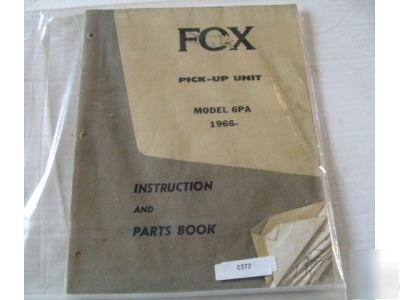 FOX
PICK-UP UNIT
MODEL 6PA
1966-
INSTRUCTION
AND
PARTS BOOK
2372